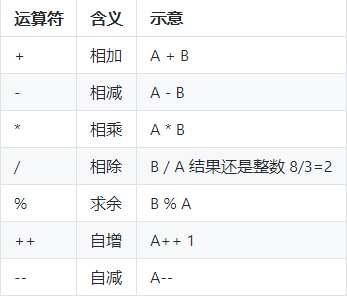 运算符 含义 示意
+ 相加 A + B
- 相减 A - B
* 相乘 A * B
/ 相除 B / A 结果还是整数 8/3=2
% 求余 B % A
++ 自增 A++ 1
-- 自减 A--